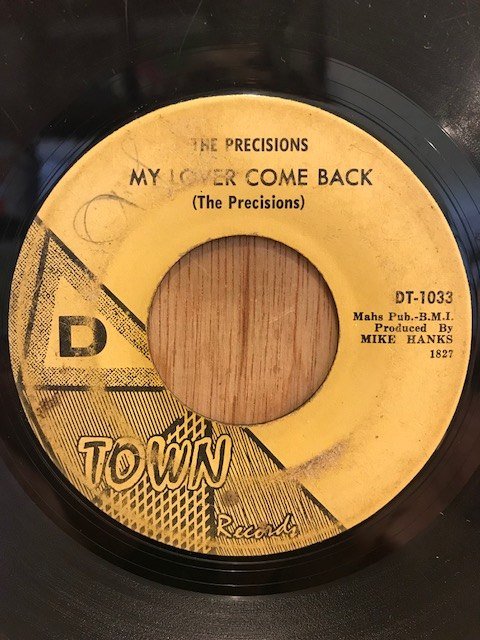 THE PRECISIONS
MY LOVER COME BACK
(The Precisions)
DT-1033
Mahs Pub.-B.M.I.
Produced By
MIKE HANKS
1827
D
TOWN
Records